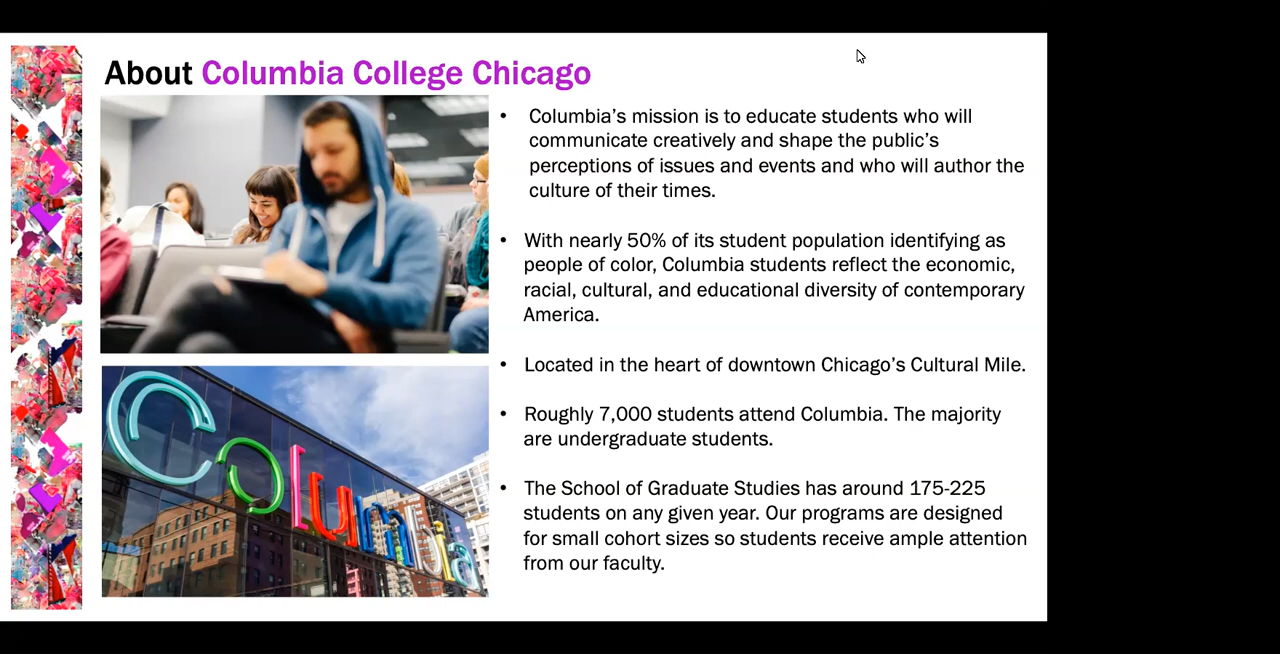 About Columbia College Chicago
• Columbia’s mission is to educate students who will
communicate creatively and shape the public’s
perceptions of issues and events and who will author the
culture of their times.
• With nearly 50% of its student population identifying as
people of color, Columbia students reflect the economic,
racial, cultural, and educational diversity of contemporary
America.
• Located in the heart of downtown Chicago’s Cultural Mile.
• Roughly 7,000 students attend Columbia. The majority
are undergraduate students.
• The School of Graduate Studies has around 175-225
students on any given year. Our programs are designed
for small cohort sizes so students receive ample attention
from our faculty.
Columbia